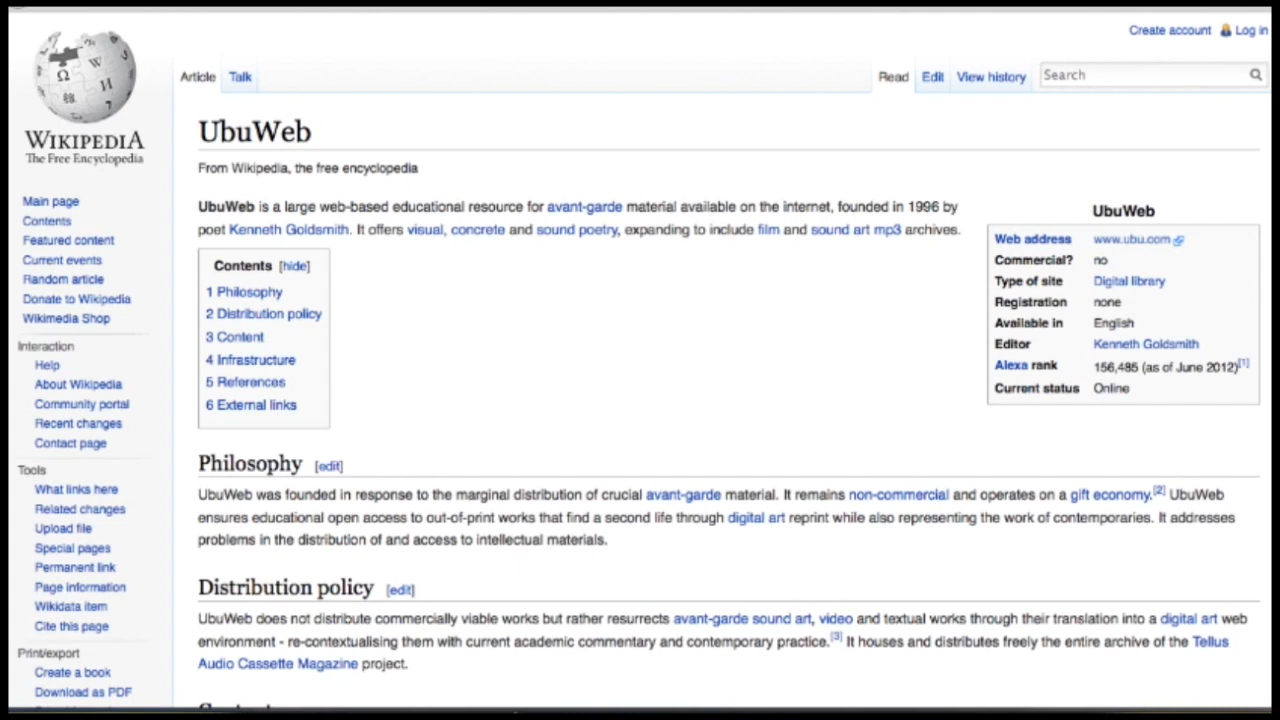 Create account Log in
Article Talk Read Edit View history Search
WIKIPEDIA
The Free Encyclopedia
Main page
Contents
Featured content
Current events
Random article
Donate to Wikipedia
Wikimedia Shop
Interaction
Help
About Wikipedia
Community portal
Recent changes
Contact page
Tools
What links here
Related changes
Upload file
Special pages
Permanent link
Page information
Wikidata item
Cite this page
Print/export
Create a book
Download as PDF
UbuWeb
From Wikipedia, the free encyclopedia
UbuWeb is a large web-based educational resource for avant-garde material available on the internet, founded in 1996 by
poet Kenneth Goldsmith. It offers visual, concrete and sound poetry, expanding to include film and sound art mp3 archives.
Contents [hide]
1 Philosophy
2 Distribution policy
3 Content
4 Infrastructure
5 References
6 External links
UbuWeb
Web address www.ubu.com
Commercial? no
Type of site Digital library
Registration none
Available in English
Editor Kenneth Goldsmith
Alexa rank 156,485 (as of June 2012)[1]
Current status Online
Philosophy [edit]
UbuWeb was founded in response to the marginal distribution of crucial avant-garde material. It remains non-commercial and operates on a gift economy.[2] UbuWeb
ensures educational open access to out-of-print works that find a second life through digital art reprint while also representing the work of contemporaries. It addresses
problems in the distribution of and access to intellectual materials.
Distribution policy [edit]
UbuWeb does not distribute commercially viable works but rather resurrects avant-garde sound art, video and textual works through their translation into a digital art web
environment - re-contextualising them with current academic commentary and contemporary practice.[3] It houses and distributes freely the entire archive of the Tellus
Audio Cassette Magazine project.